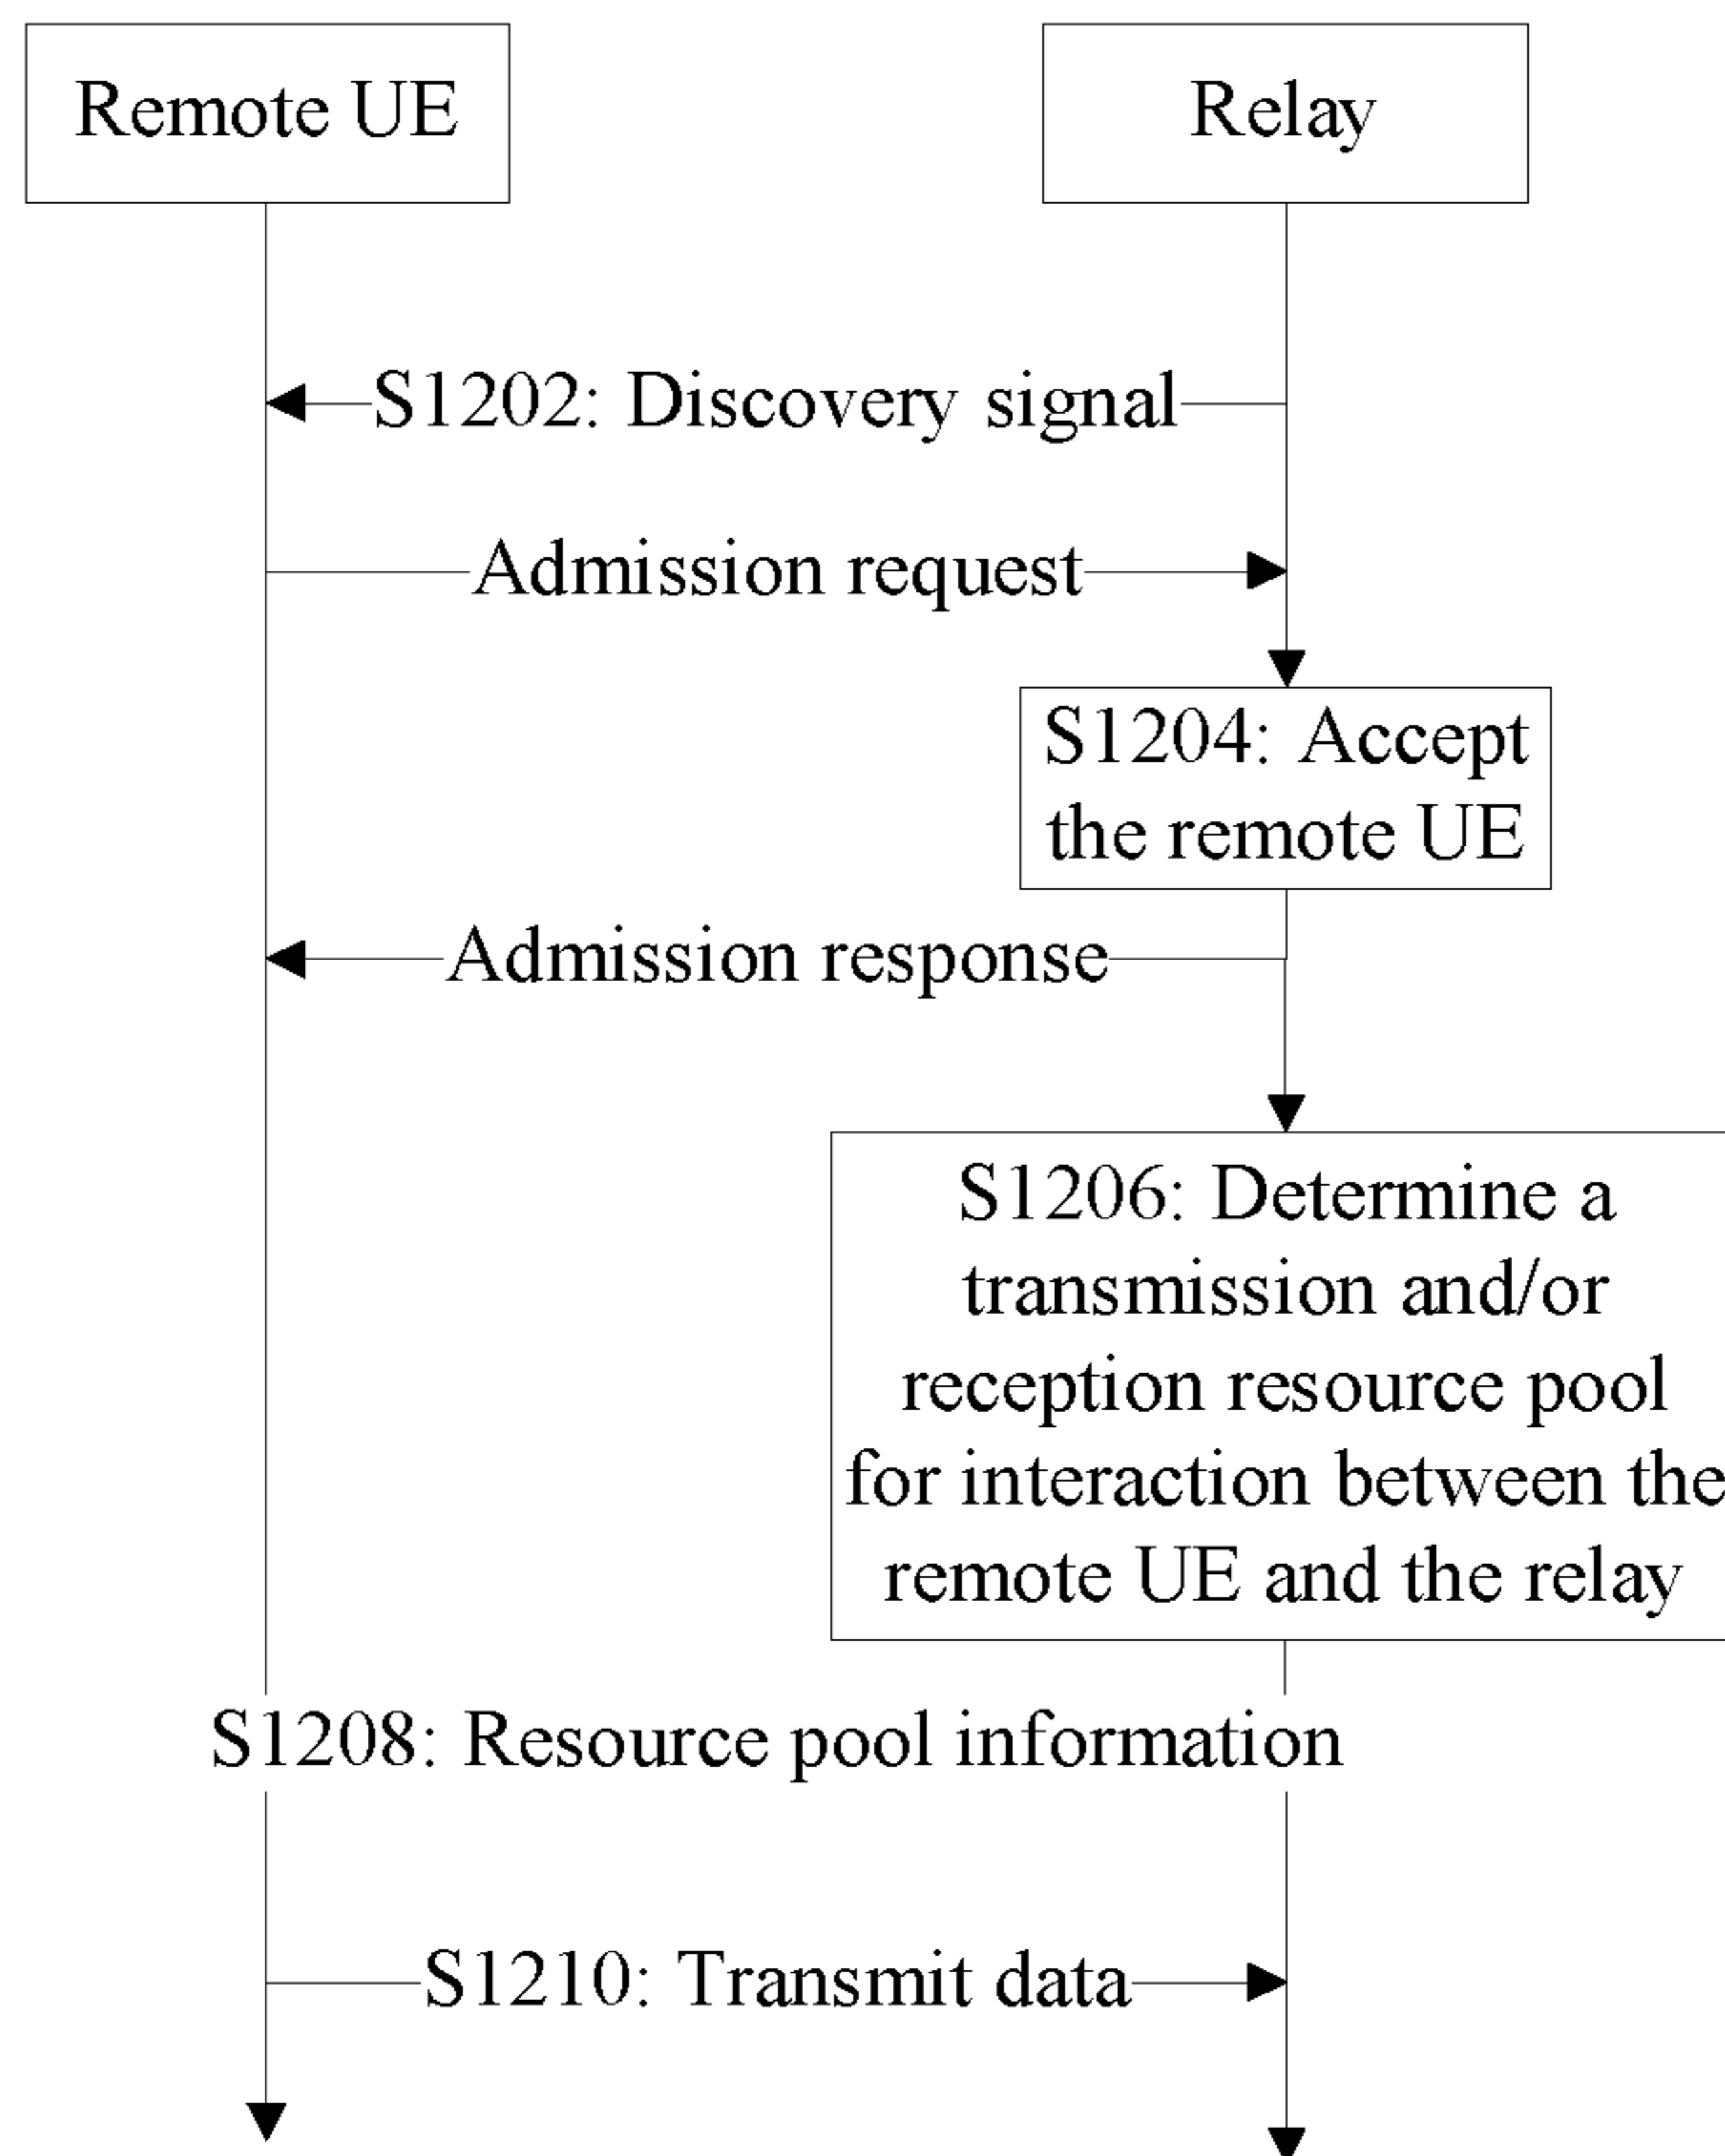 Remote UE
Relay
S1202: Discovery signal
Admission request
S1204: Accept
the remote UE
Admission response
S1206: Determine a
transmission and/or
reception resource pool
for interaction between the
remote UE and the relay
S1208: Resource pool information
S1210: Transmit data